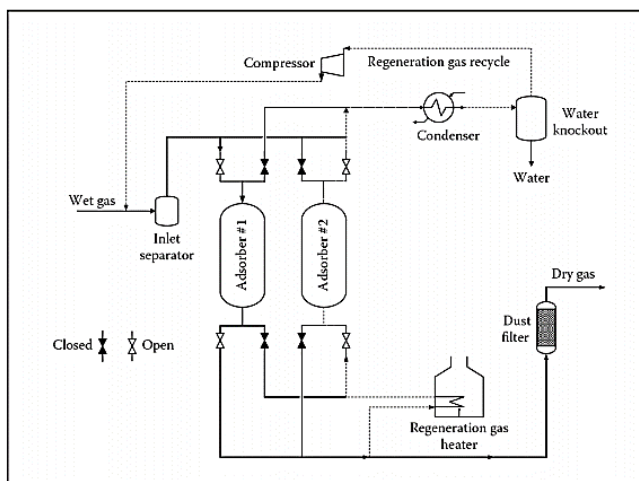 Compressor
Regeneration gas recycle
Condenser
Water
knockout
Water
Wet gas
Inlet
separator
Adsorber #1
Adsorber #2
Dry gas
Dust
filter
Closed
Open
Regeneration gas
heater